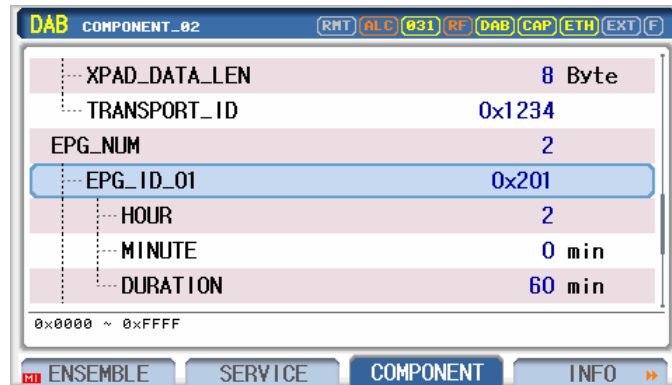 DAB COMPONENT_02 RMT ALC 031 RF DAB CAP ETH EXT F
XPAD_DATA_LEN 8 Byte
TRANSPORT_ID 0x1234
EPG_NUM 2
EPG_ID_01 0x201
HOUR 2
MINUTE 0 min
DURATION 60 min
0x0000 ~ 0xFFFF
MI ENSEMBLE SERVICE COMPONENT INFO